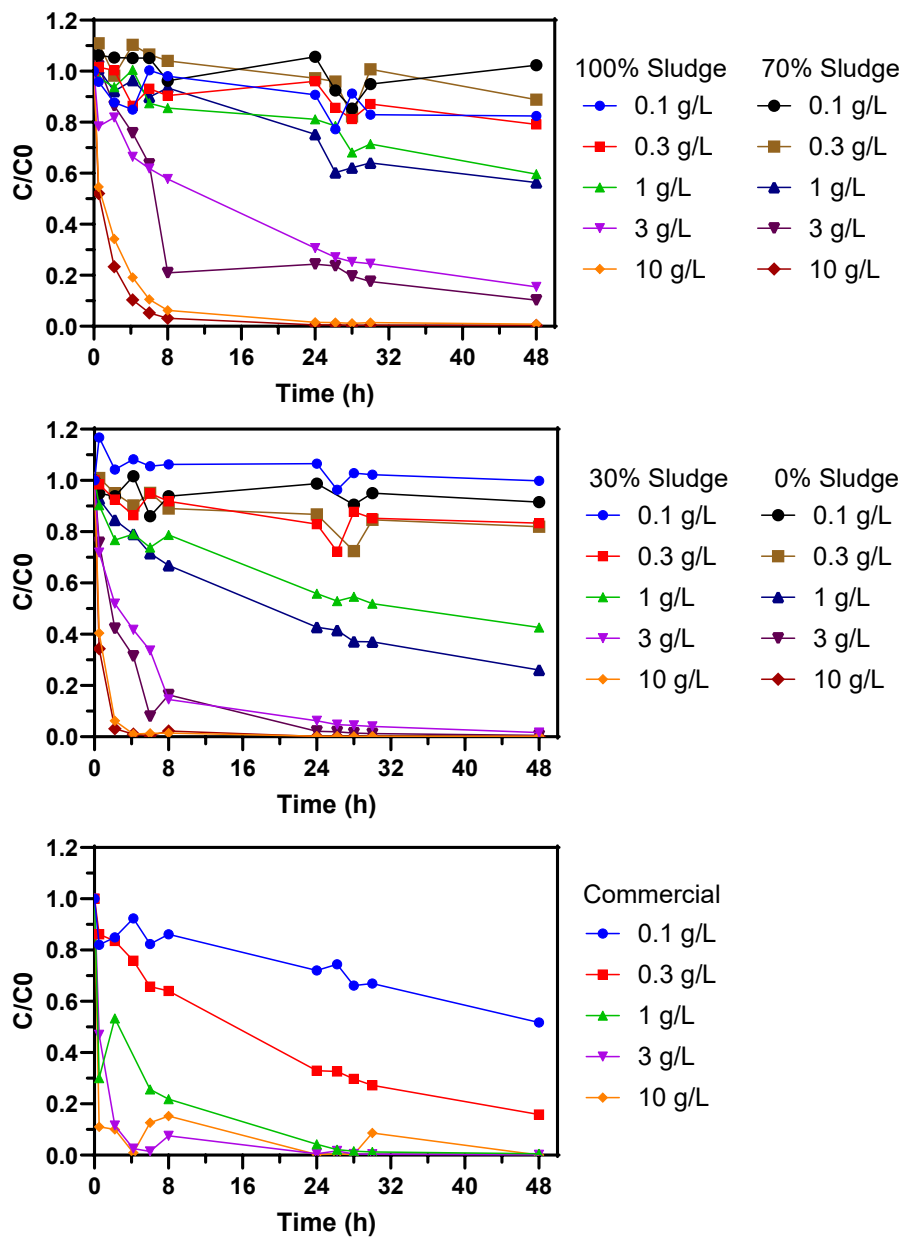 1.2
1.0
0.8
0.6
0.4
0.2
0.0
C/C0
0 8 16 24 32 40 48
Time (h)
100% Sludge 70% Sludge
0.1 g/L 0.1 g/L
0.3 g/L 0.3 g/L
1 g/L 1 g/L
3 g/L 3 g/L
10 g/L 10 g/L
1.2
1.0
0.8
0.6
0.4
0.2
0.0
C/C0
0 8 16 24 32 40 48
Time (h)
30% Sludge 0% Sludge
0.1 g/L 0.1 g/L
0.3 g/L 0.3 g/L
1 g/L 1 g/L
3 g/L 3 g/L
10 g/L 10 g/L
1.2
1.0
0.8
0.6
0.4
0.2
0.0
C/C0
0 8 16 24 32 40 48
Time (h)
Commercial
0.1 g/L
0.3 g/L
1 g/L
3 g/L
10 g/L